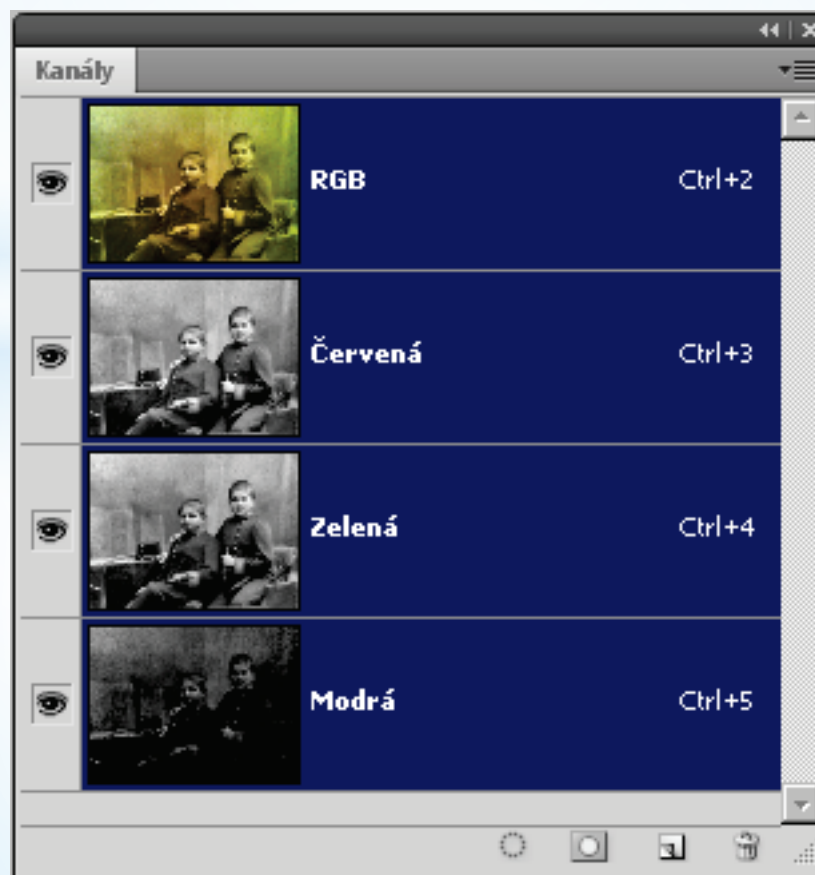 Kanály
RGB Ctrl+2
Červená Ctrl+3
Zelená Ctrl+4
Modrá Ctrl+5